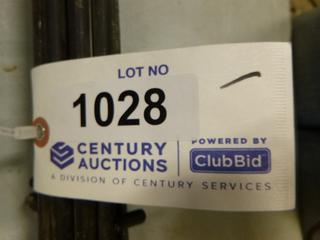 LOT NO
1028
CENTURY
AUCTIONS
POWERED BY
ClubBid
A DIVISION OF CENTURY SERVICES